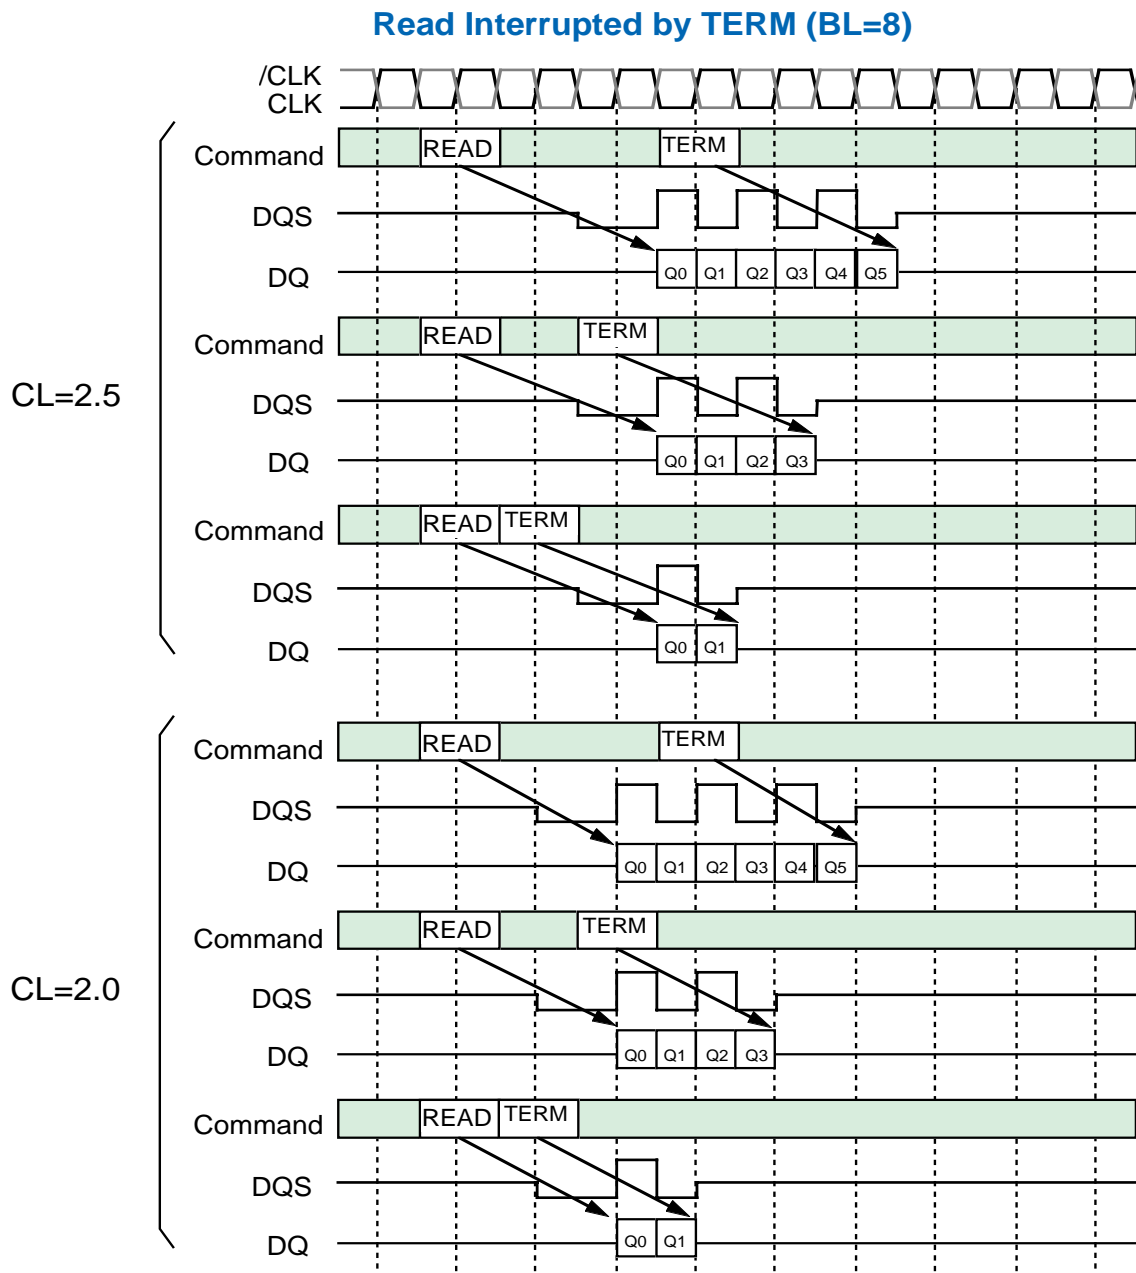 Read Interrupted by TERM (BL=8)
/CLK
CLK
Command READ TERM
DQS
DQ Q0 Q1 Q2 Q3 Q4 Q5
CL=2.5
Command READ TERM
DQS
DQ Q0 Q1 Q2 Q3
Command READ TERM
DQS
DQ Q0 Q1
CL=2.0
Command READ TERM
DQS
DQ Q0 Q1 Q2 Q3 Q4 Q5
Command READ TERM
DQS
DQ Q0 Q1 Q2 Q3
Command READ TERM
DQS
DQ Q0 Q1